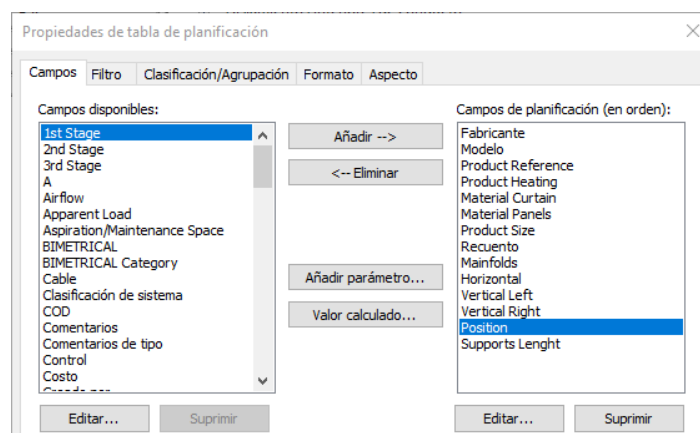 Propiedades de tabla de planificación
Campos
Filtro
Clasificación/Agrupación
Formato
Aspecto
Campos disponibles:
1st Stage
2nd Stage
3rd Stage
A
Airflow
Apparent Load
Aspiration/Maintenance Space
BIMETRICAL
BIMETRICAL Category
Cable
Clasificación de sistema
COD
Comentarios
Comentarios de tipo
Control
Costo
Editar...
Suprimir
Añadir -->
<-- Eliminar
Añadir parámetro...
Valor calculado...
Campos de planificación (en orden):
Fabricante
Modelo
Product Reference
Product Heating
Material Curtain
Material Panels
Product Size
Recuento
Mainfolds
Horizontal
Vertical Left
Vertical Right
Position
Supports Lenght
Editar...
Suprimir